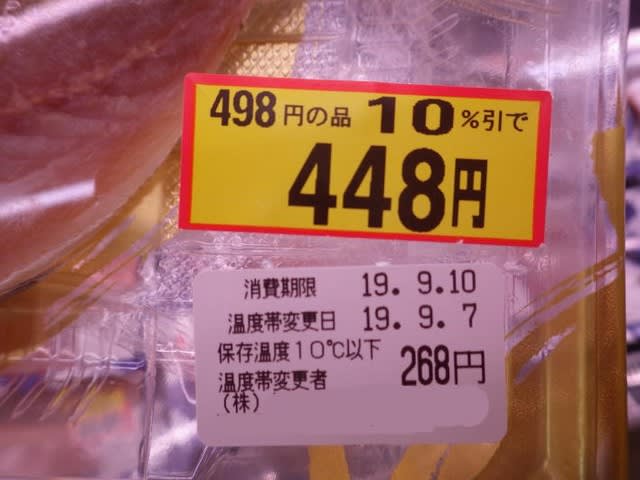 498円の品 10%引で
448円
消費期限 19. 9.10
温度帯変更日 19. 9. 7
保存温度10℃以下
268円
温度帯変更者
(株)